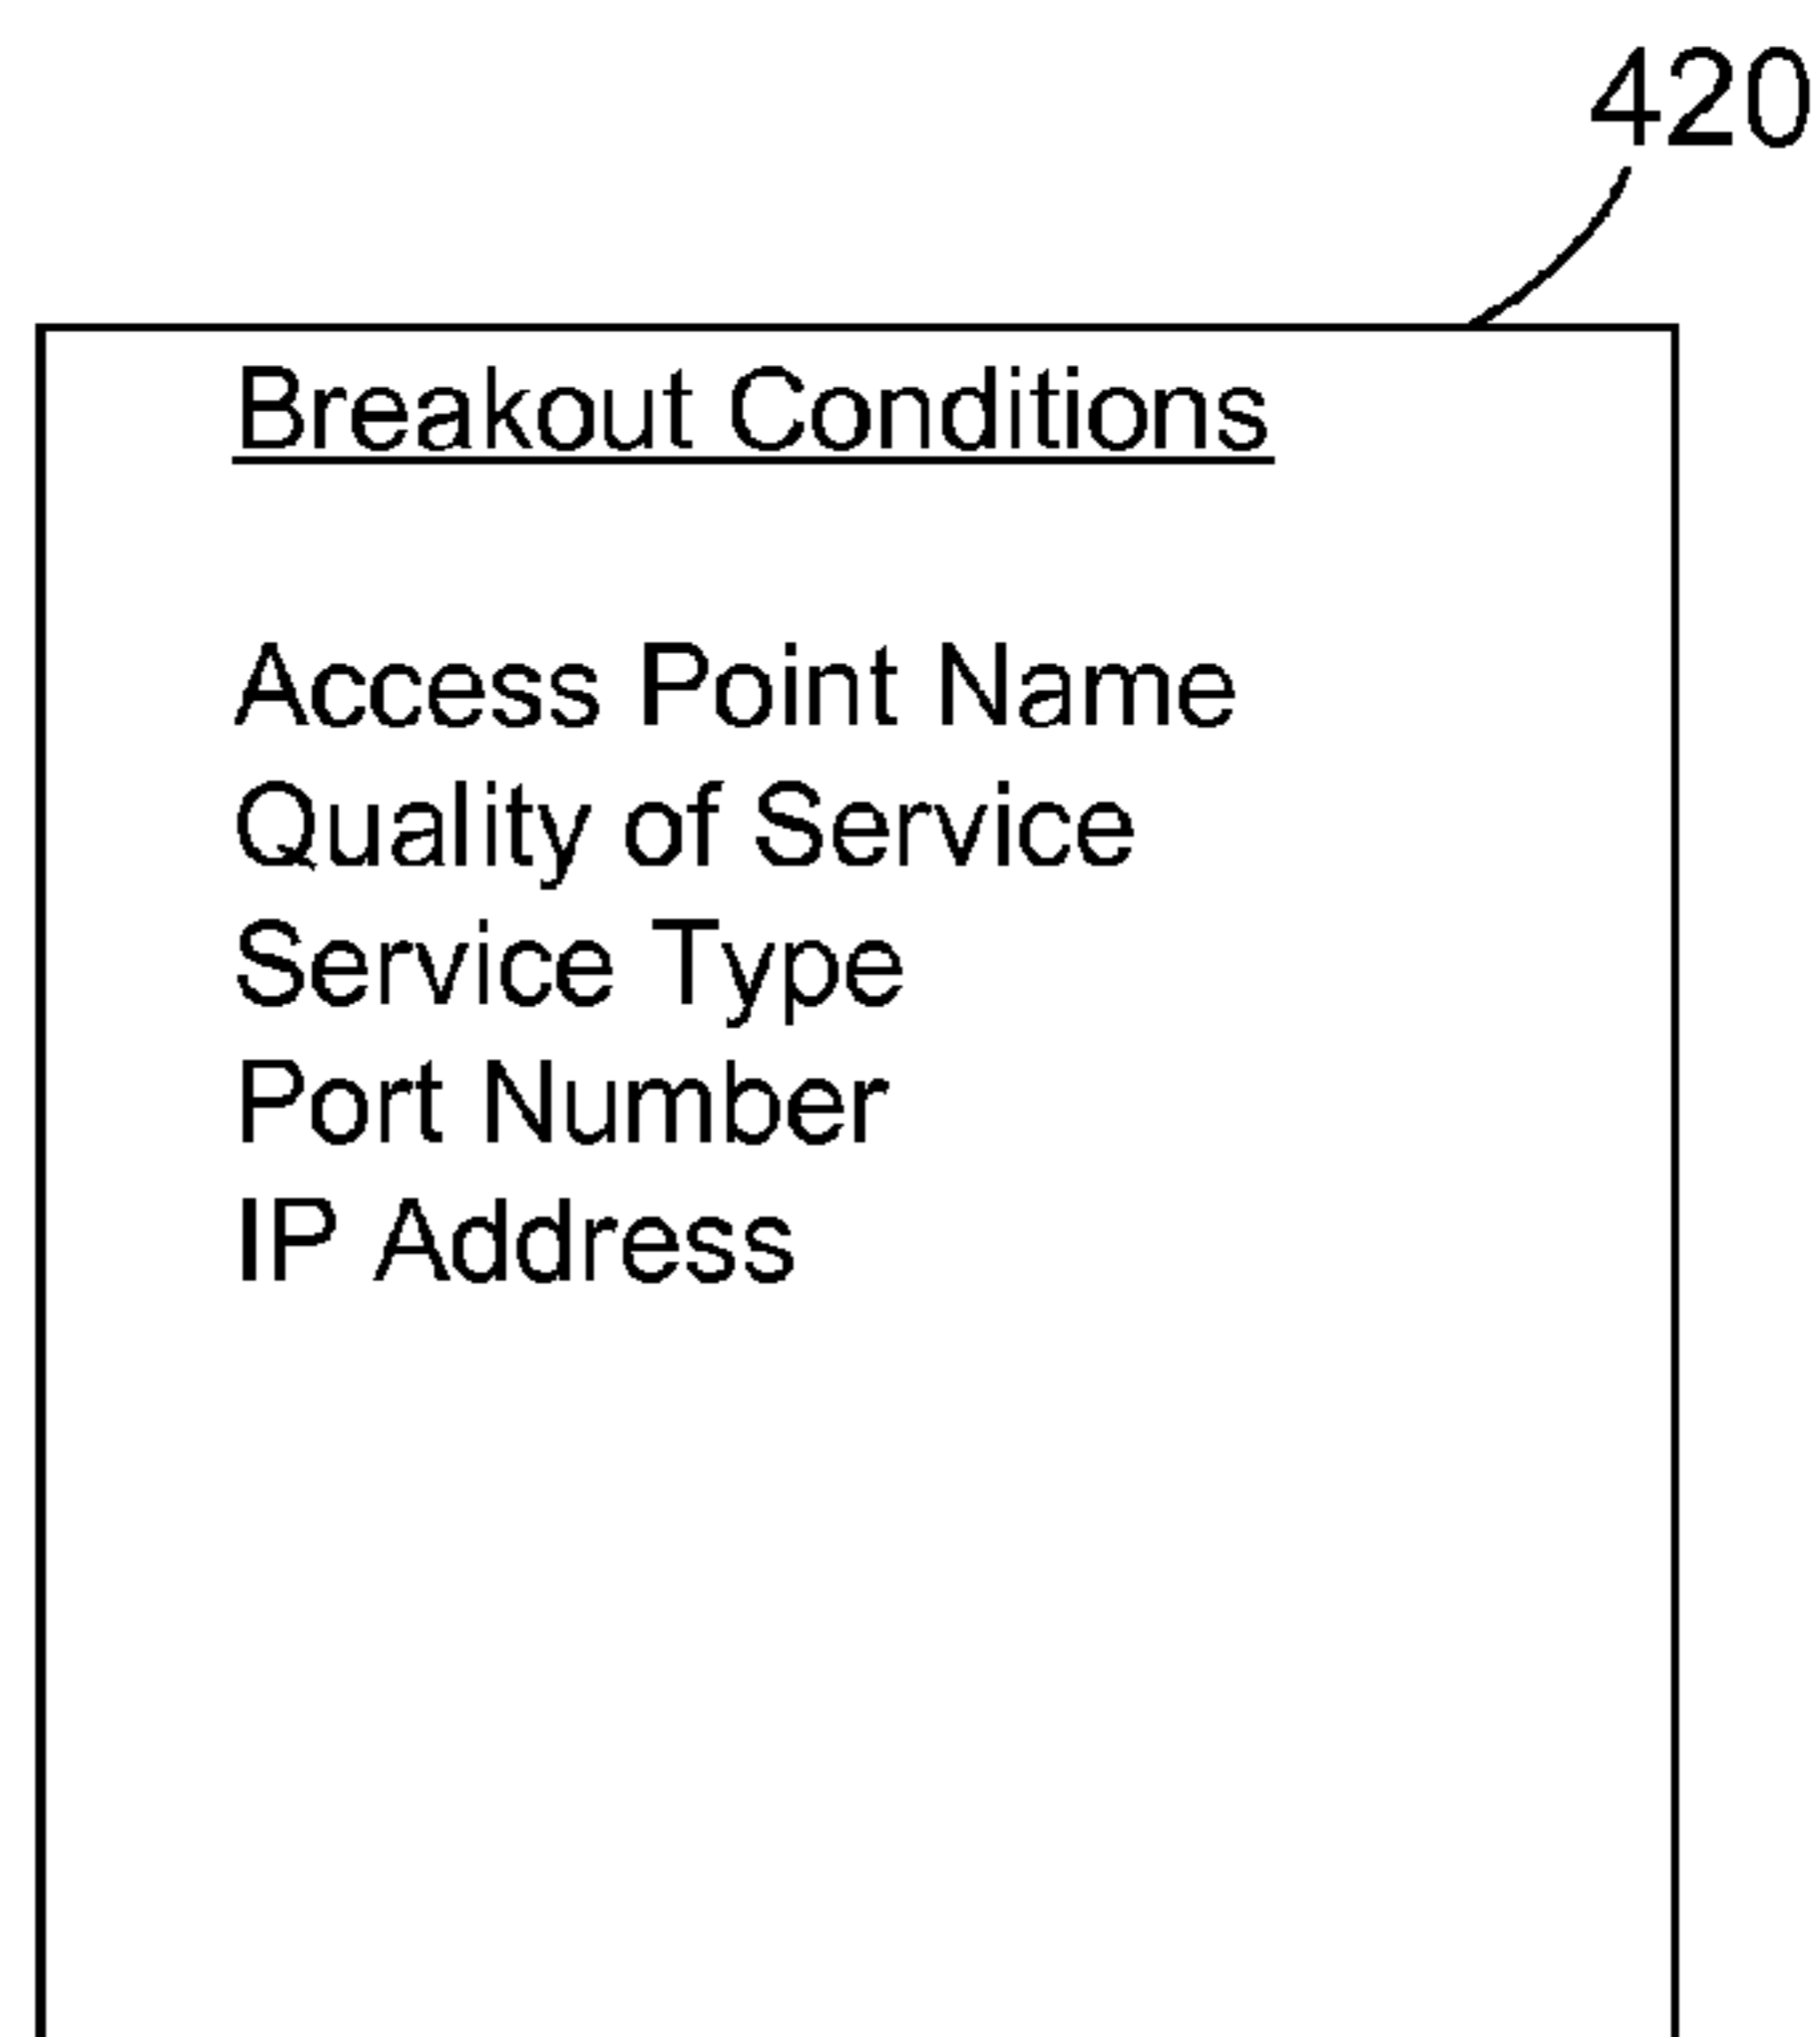 420
Breakout Conditions
Access Point Name
Quality of Service
Service Type
Port Number
IP Address